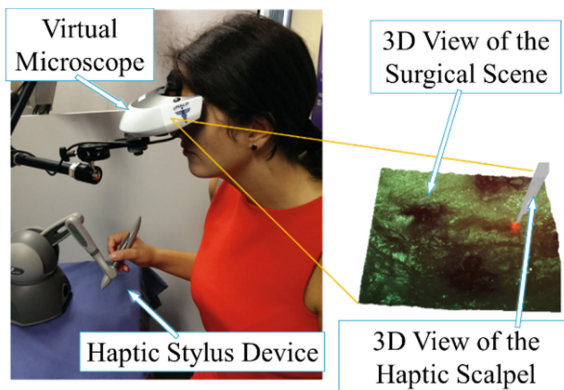 Virtual
Microscope
3D View of the
Surgical Scene
Haptic Stylus Device
3D View of the
Haptic Scalpel